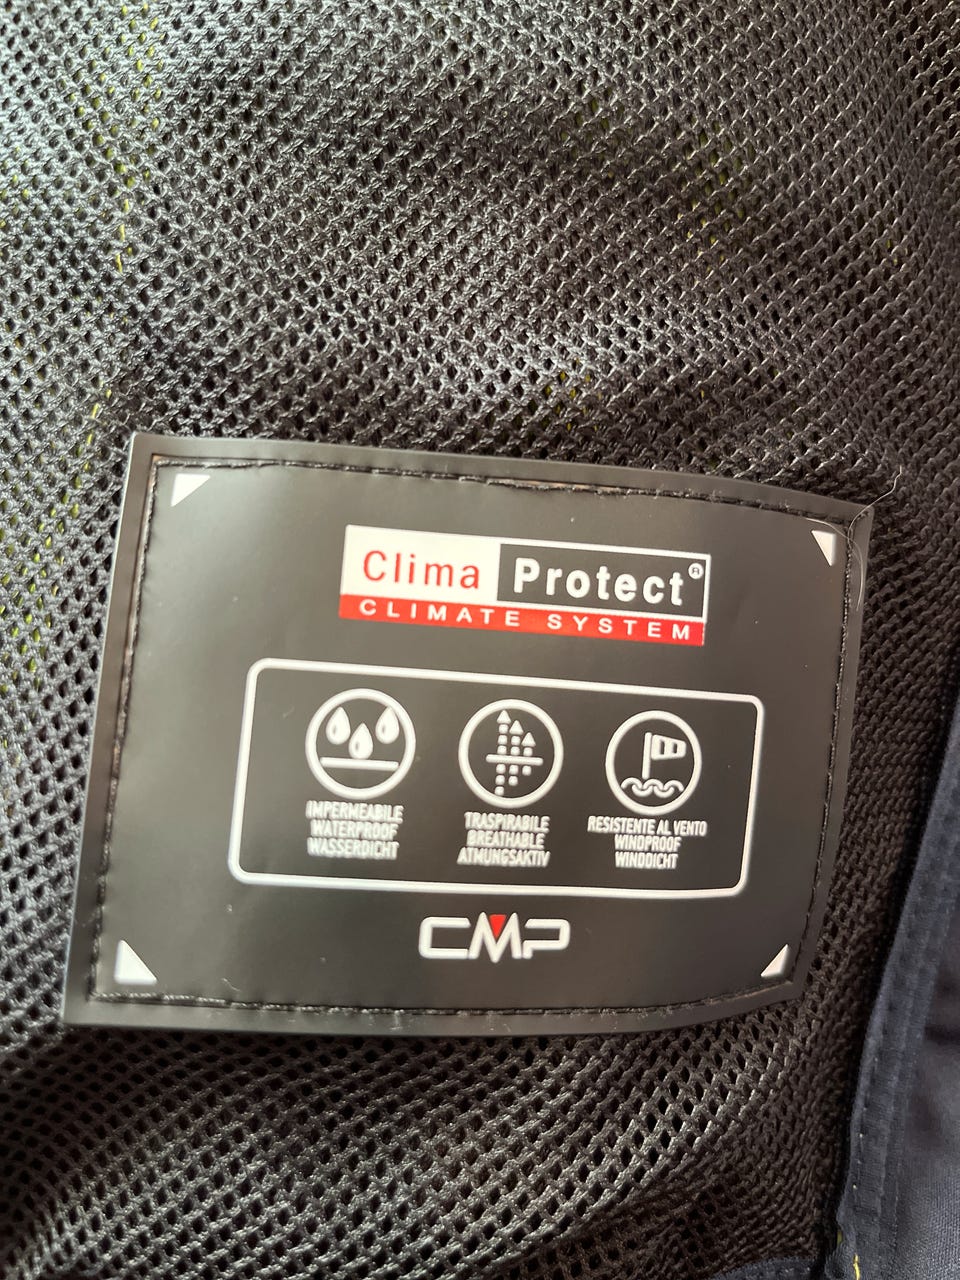 Clima Protect®
CLIMATE SYSTEM
IMPERMEABILE
WATERPROOF
WASSERDICHT
TRASPIRABILE
BREATHABLE
ATMUNGSAKTIV
RESISTENTE AL VENTO
WINDPROOF
WINDDICHT
CMP